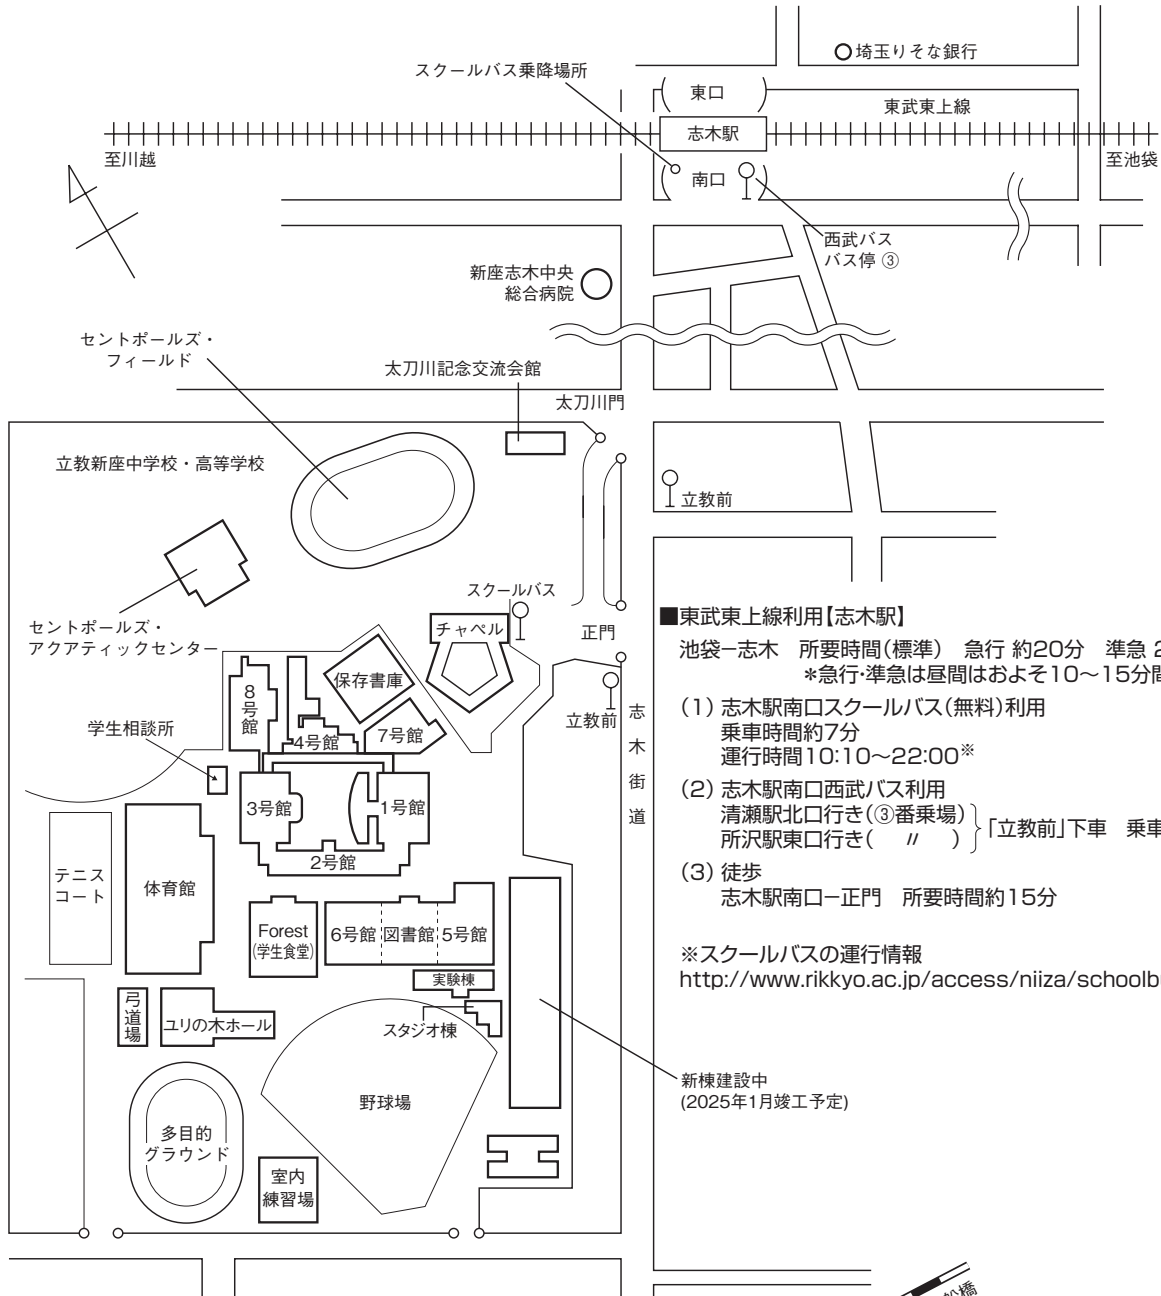 埼玉りそな銀行
スクールバス乗降場所
東口
東武東上線
志木駅
至川越
至池袋
南口
西武バス
バス停 ③
新座志木中央
総合病院
セントポールズ・
フィールド
太刀川記念交流会館
太刀川門
立教新座中学校・高等学校
立教前
スクールバス
セントポールズ・
アクアティックセンター
チャペル
正門
保存書庫
8号館
立教前
志木街道
学生相談所
4号館
7号館
3号館
1号館
2号館
テニス
コート
体育館
Forest
(学生食堂)
6号館
図書館
5号館
実験棟
弓道場
ユリの木ホール
スタジオ棟
野球場
新棟建設中
(2025年1月竣工予定)
多目的
グラウンド
室内
練習場
■東武東上線利用【志木駅】
池袋−志木 所要時間(標準) 急行 約20分 準急 2
*急行・準急は昼間はおよそ10〜15分間
(1) 志木駅南口スクールバス(無料)利用
乗車時間約7分
運行時間10:10〜22:00※
(2) 志木駅南口西武バス利用
清瀬駅北口行き(③番乗場)
所沢駅東口行き( 〃 )
「立教前」下車 乗車
(3) 徒歩
志木駅南口−正門 所要時間約15分
※スクールバスの運行情報
http://www.rikkyo.ac.jp/access/niiza/schoolb
船橋